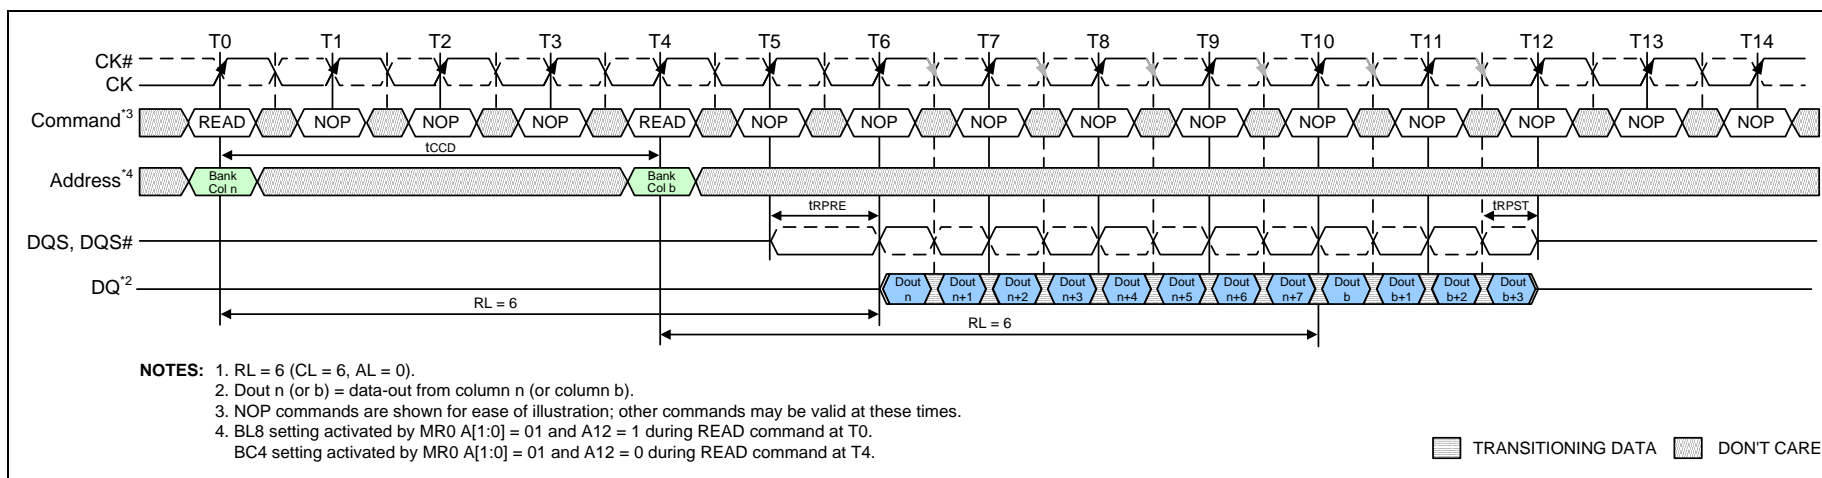 T0 T1 T2 T3 T4 T5 T6 T7 T8 T9 T10 T11 T12 T13 T14
CK#
CK
Command*3 READ NOP NOP NOP READ NOP NOP NOP NOP NOP NOP NOP NOP NOP NOP
tCCD
Address*4 Bank Col n Bank Col b
tRPRE tRPST
DQS, DQS#
DQ*2 Dout n Dout n+1 Dout n+2 Dout n+3 Dout n+4 Dout n+5 Dout n+6 Dout n+7 Dout b Dout b+1 Dout b+2 Dout b+3
RL = 6
RL = 6
NOTES: 1. RL = 6 (CL = 6, AL = 0).
2. Dout n (or b) = data-out from column n (or column b).
3. NOP commands are shown for ease of illustration; other commands may be valid at these times.
4. BL8 setting activated by MR0 A[1:0] = 01 and A12 = 1 during READ command at T0.
BC4 setting activated by MR0 A[1:0] = 01 and A12 = 0 during READ command at T4.
TRANSITIONING DATA DON'T CARE